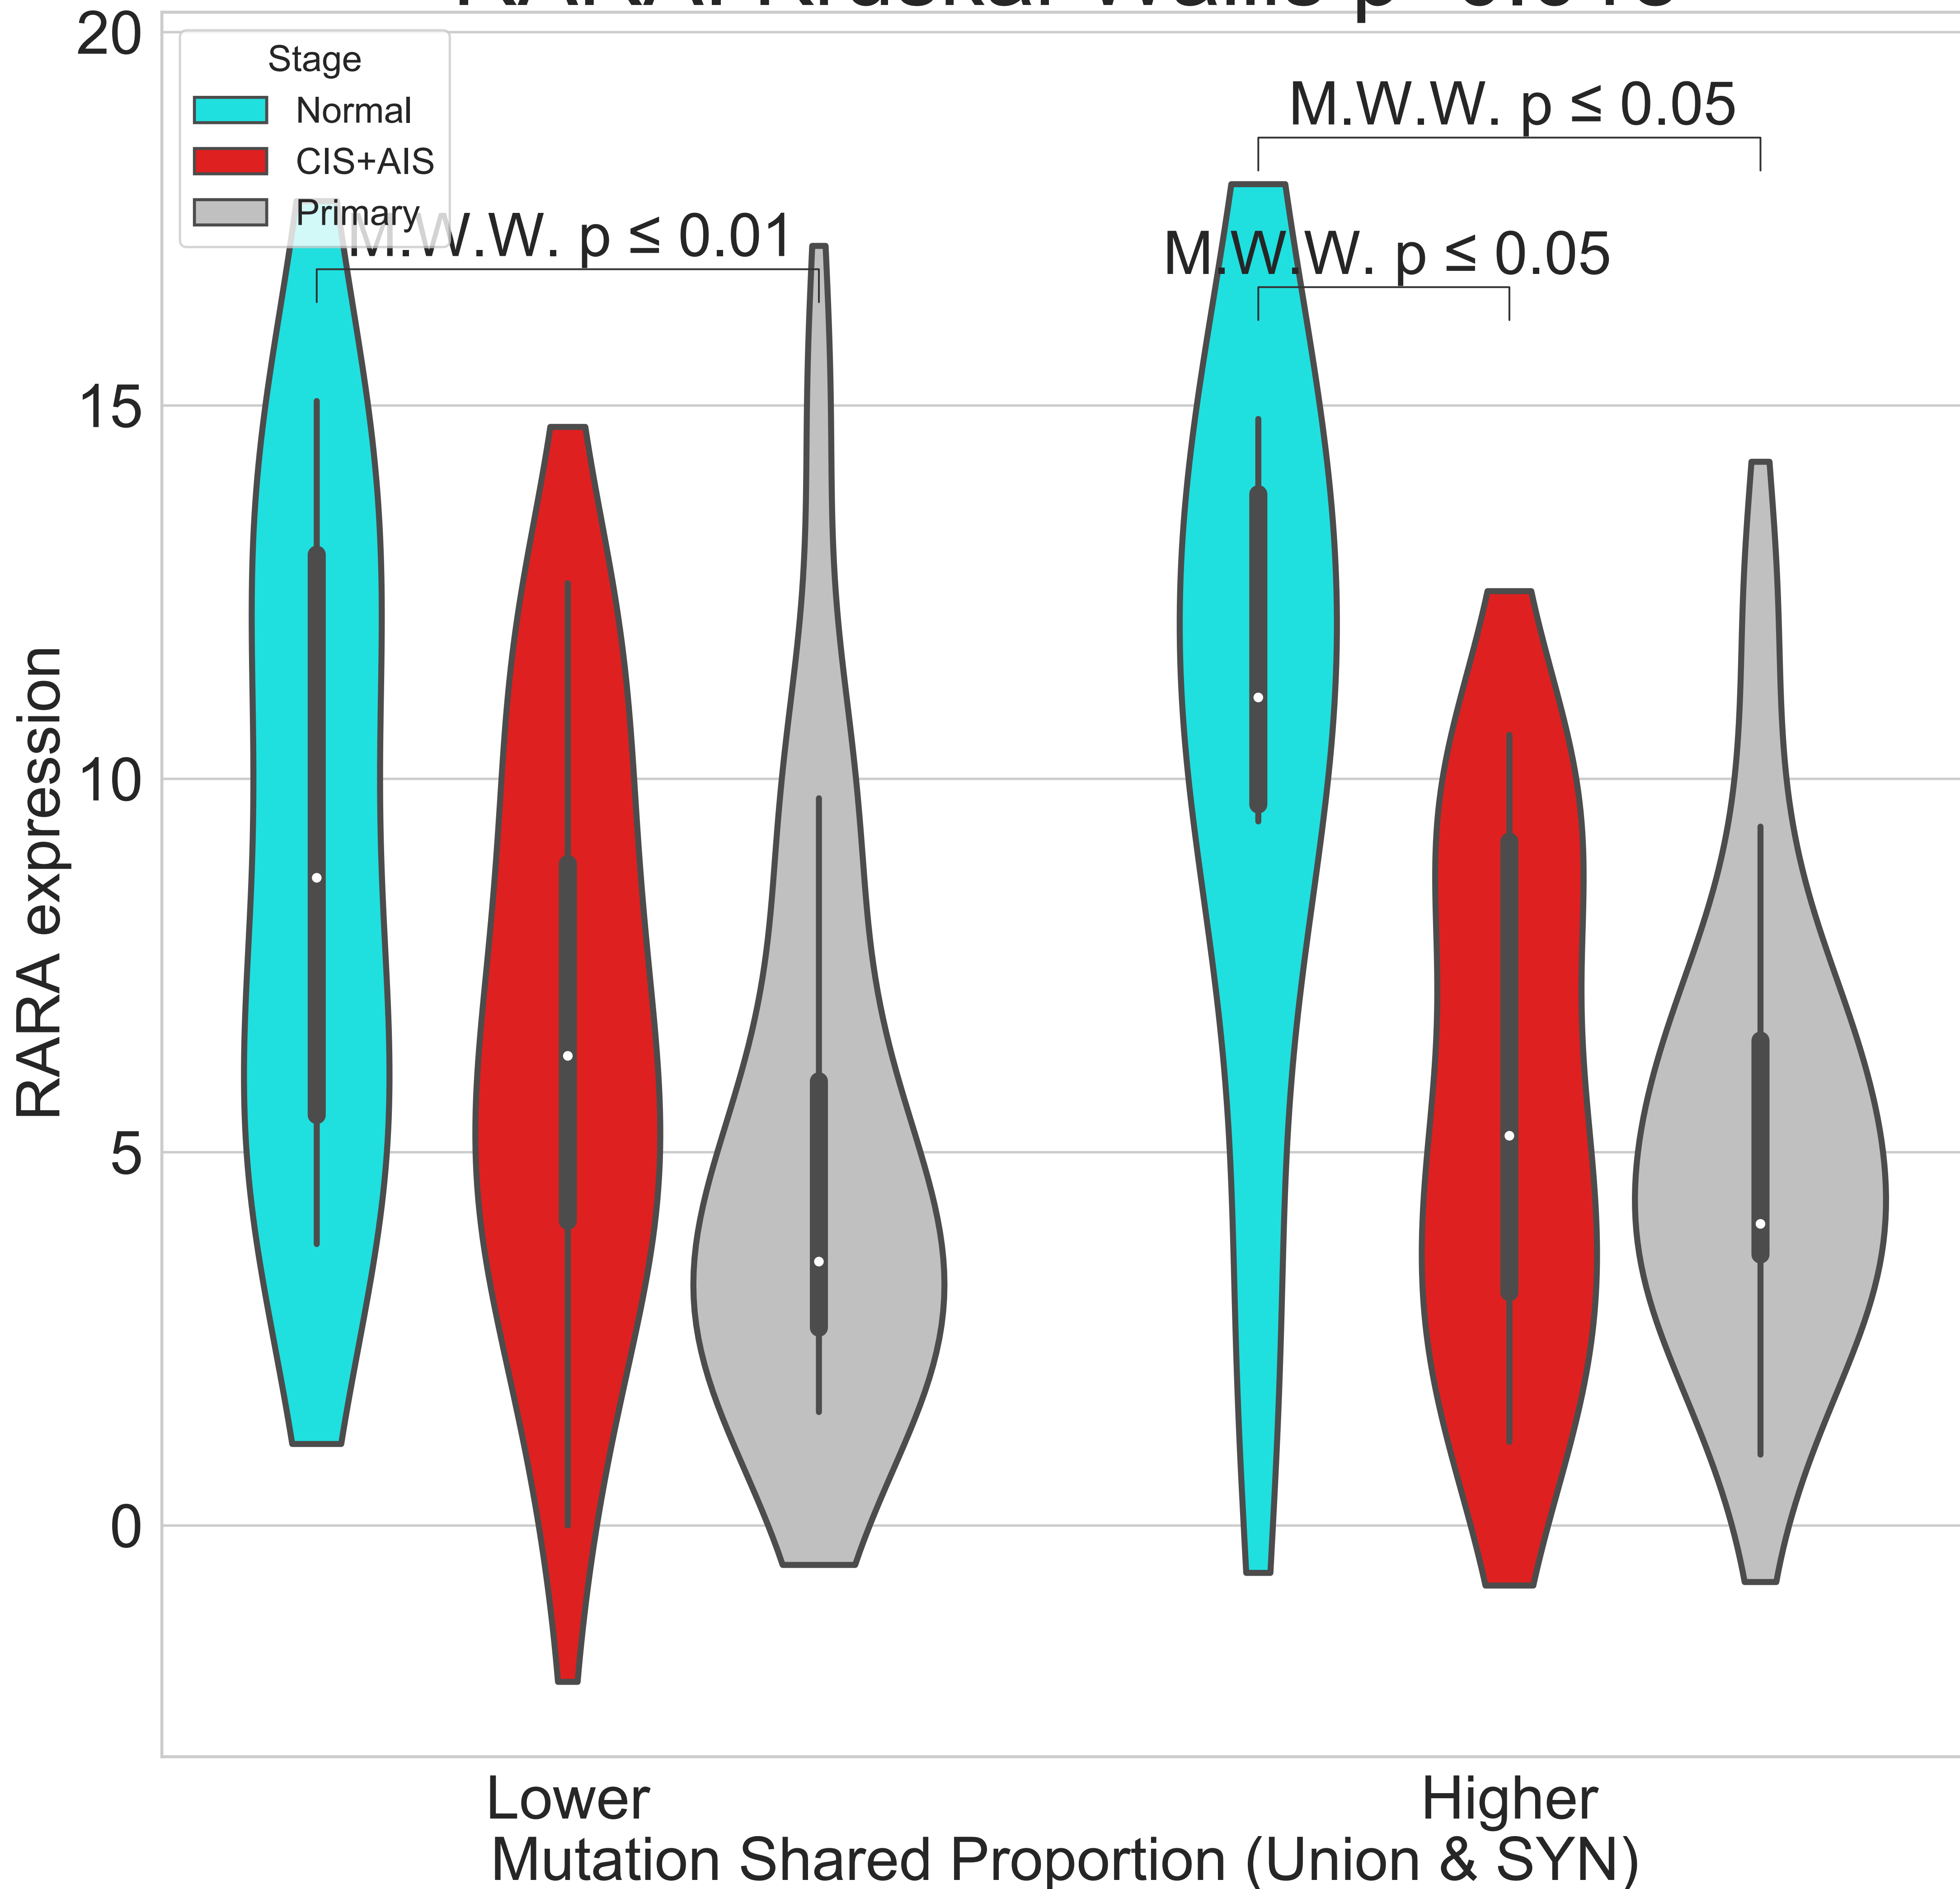 20
Stage
Normal
CIS+AIS
Primary
M.W.W. p ≤ 0.05
M.W.W. p ≤ 0.01
M.W.W. p ≤ 0.05
15
10
5
0
RARA expression
Lower
Higher
Mutation Shared Proportion (Union & SYN)